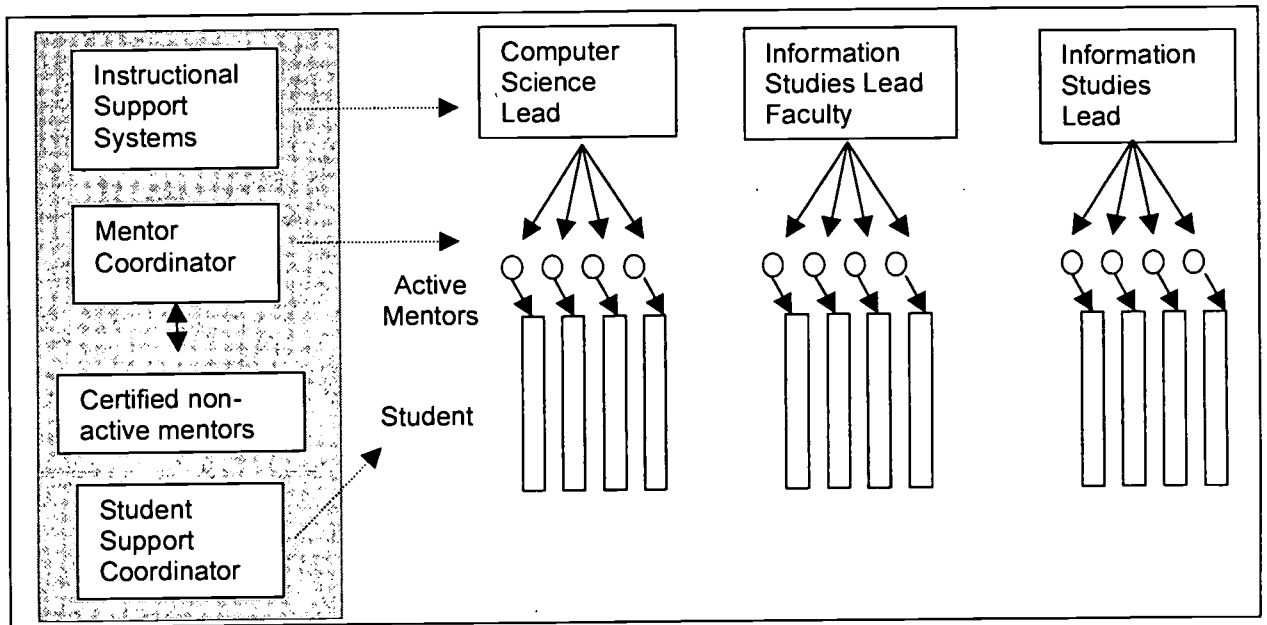 Instructional
Support
Systems
Mentor
Coordinator
Certified non-
active mentors
Student
Support
Coordinator
Computer
Science
Lead
Information
Studies Lead
Faculty
Information
Studies
Lead
Active
Mentors
Student